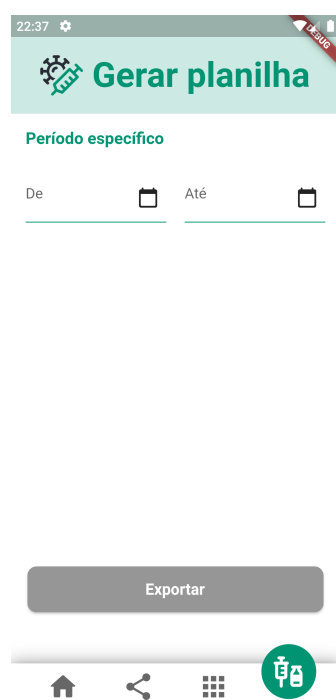 22:37
DEBUG
Gerar planilha
Período específico
De
Até
Exportar